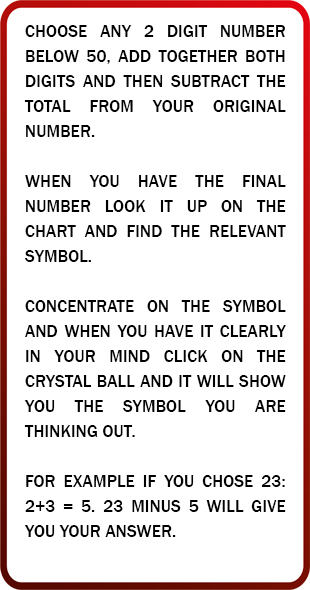 CHOOSE ANY 2 DIGIT NUMBER
BELOW 50, ADD TOGETHER BOTH
DIGITS AND THEN SUBTRACT THE
TOTAL FROM YOUR ORIGINAL
NUMBER.
WHEN YOU HAVE THE FINAL
NUMBER LOOK IT UP ON THE
CHART AND FIND THE RELEVANT
SYMBOL.
CONCENTRATE ON THE SYMBOL
AND WHEN YOU HAVE IT CLEARLY
IN YOUR MIND CLICK ON THE
CRYSTAL BALL AND IT WILL SHOW
YOU THE SYMBOL YOU ARE
THINKING OUT.
FOR EXAMPLE IF YOU CHOSE 23:
2+3 = 5. 23 MINUS 5 WILL GIVE
YOU YOUR ANSWER.